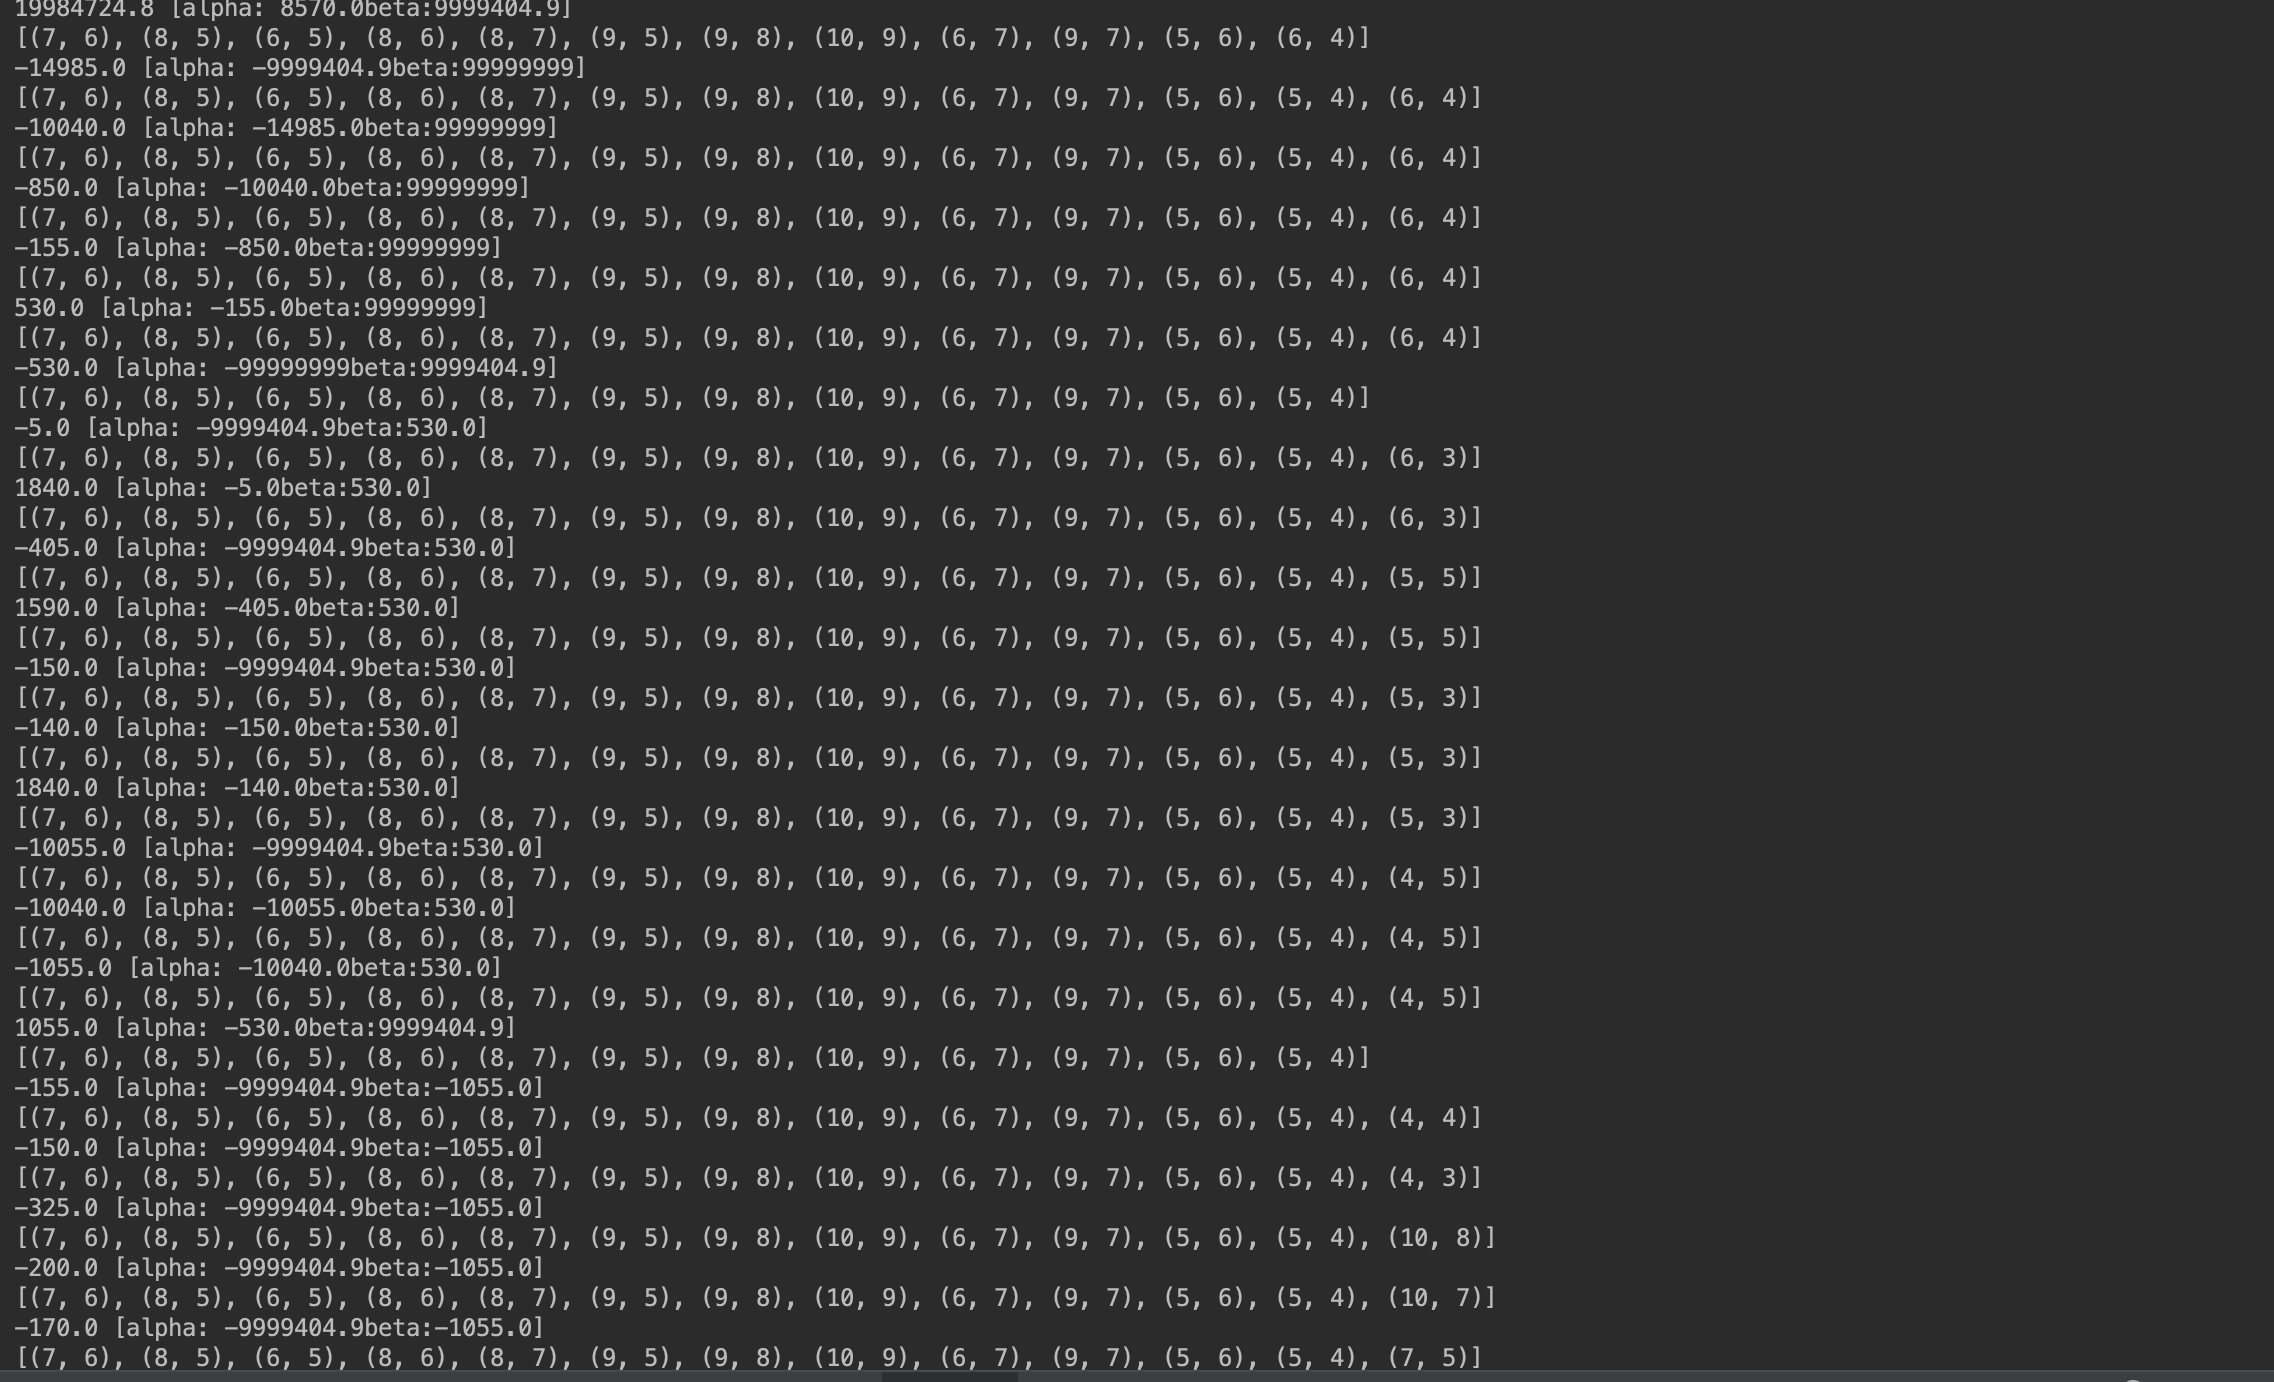 19984724.8 [alpha: 8570.0beta:9999404.9]
[(7, 6), (8, 5), (6, 5), (8, 6), (8, 7), (9, 5), (9, 8), (10, 9), (6, 7), (9, 7), (5, 6), (6, 4)]
-14985.0 [alpha: -9999404.9beta:99999999]
[(7, 6), (8, 5), (6, 5), (8, 6), (8, 7), (9, 5), (9, 8), (10, 9), (6, 7), (9, 7), (5, 6), (5, 4), (6, 4)]
-10040.0 [alpha: -14985.0beta:99999999]
[(7, 6), (8, 5), (6, 5), (8, 6), (8, 7), (9, 5), (9, 8), (10, 9), (6, 7), (9, 7), (5, 6), (5, 4), (6, 4)]
-850.0 [alpha: -10040.0beta:99999999]
[(7, 6), (8, 5), (6, 5), (8, 6), (8, 7), (9, 5), (9, 8), (10, 9), (6, 7), (9, 7), (5, 6), (5, 4), (6, 4)]
-155.0 [alpha: -850.0beta:99999999]
[(7, 6), (8, 5), (6, 5), (8, 6), (8, 7), (9, 5), (9, 8), (10, 9), (6, 7), (9, 7), (5, 6), (5, 4), (6, 4)]
530.0 [alpha: -155.0beta:99999999]
[(7, 6), (8, 5), (6, 5), (8, 6), (8, 7), (9, 5), (9, 8), (10, 9), (6, 7), (9, 7), (5, 6), (5, 4), (6, 4)]
-530.0 [alpha: -99999999beta:9999404.9]
[(7, 6), (8, 5), (6, 5), (8, 6), (8, 7), (9, 5), (9, 8), (10, 9), (6, 7), (9, 7), (5, 6), (5, 4)]
-5.0 [alpha: -9999404.9beta:530.0]
[(7, 6), (8, 5), (6, 5), (8, 6), (8, 7), (9, 5), (9, 8), (10, 9), (6, 7), (9, 7), (5, 6), (5, 4), (6, 3)]
1840.0 [alpha: -5.0beta:530.0]
[(7, 6), (8, 5), (6, 5), (8, 6), (8, 7), (9, 5), (9, 8), (10, 9), (6, 7), (9, 7), (5, 6), (5, 4), (6, 3)]
-405.0 [alpha: -9999404.9beta:530.0]
[(7, 6), (8, 5), (6, 5), (8, 6), (8, 7), (9, 5), (9, 8), (10, 9), (6, 7), (9, 7), (5, 6), (5, 4), (5, 5)]
1590.0 [alpha: -405.0beta:530.0]
[(7, 6), (8, 5), (6, 5), (8, 6), (8, 7), (9, 5), (9, 8), (10, 9), (6, 7), (9, 7), (5, 6), (5, 4), (5, 5)]
-150.0 [alpha: -9999404.9beta:530.0]
[(7, 6), (8, 5), (6, 5), (8, 6), (8, 7), (9, 5), (9, 8), (10, 9), (6, 7), (9, 7), (5, 6), (5, 4), (5, 3)]
-140.0 [alpha: -150.0beta:530.0]
[(7, 6), (8, 5), (6, 5), (8, 6), (8, 7), (9, 5), (9, 8), (10, 9), (6, 7), (9, 7), (5, 6), (5, 4), (5, 3)]
1840.0 [alpha: -140.0beta:530.0]
[(7, 6), (8, 5), (6, 5), (8, 6), (8, 7), (9, 5), (9, 8), (10, 9), (6, 7), (9, 7), (5, 6), (5, 4), (5, 3)]
-10055.0 [alpha: -9999404.9beta:530.0]
[(7, 6), (8, 5), (6, 5), (8, 6), (8, 7), (9, 5), (9, 8), (10, 9), (6, 7), (9, 7), (5, 6), (5, 4), (4, 5)]
-10040.0 [alpha: -10055.0beta:530.0]
[(7, 6), (8, 5), (6, 5), (8, 6), (8, 7), (9, 5), (9, 8), (10, 9), (6, 7), (9, 7), (5, 6), (5, 4), (4, 5)]
-1055.0 [alpha: -10040.0beta:530.0]
[(7, 6), (8, 5), (6, 5), (8, 6), (8, 7), (9, 5), (9, 8), (10, 9), (6, 7), (9, 7), (5, 6), (5, 4), (4, 5)]
1055.0 [alpha: -530.0beta:9999404.9]
[(7, 6), (8, 5), (6, 5), (8, 6), (8, 7), (9, 5), (9, 8), (10, 9), (6, 7), (9, 7), (5, 6), (5, 4)]
-155.0 [alpha: -9999404.9beta:-1055.0]
[(7, 6), (8, 5), (6, 5), (8, 6), (8, 7), (9, 5), (9, 8), (10, 9), (6, 7), (9, 7), (5, 6), (5, 4), (4, 4)]
-150.0 [alpha: -9999404.9beta:-1055.0]
[(7, 6), (8, 5), (6, 5), (8, 6), (8, 7), (9, 5), (9, 8), (10, 9), (6, 7), (9, 7), (5, 6), (5, 4), (4, 3)]
-325.0 [alpha: -9999404.9beta:-1055.0]
[(7, 6), (8, 5), (6, 5), (8, 6), (8, 7), (9, 5), (9, 8), (10, 9), (6, 7), (9, 7), (5, 6), (5, 4), (10, 8)]
-200.0 [alpha: -9999404.9beta:-1055.0]
[(7, 6), (8, 5), (6, 5), (8, 6), (8, 7), (9, 5), (9, 8), (10, 9), (6, 7), (9, 7), (5, 6), (5, 4), (10, 7)]
-170.0 [alpha: -9999404.9beta:-1055.0]
[(7, 6), (8, 5), (6, 5), (8, 6), (8, 7), (9, 5), (9, 8), (10, 9), (6, 7), (9, 7), (5, 6), (5, 4), (7, 5)]